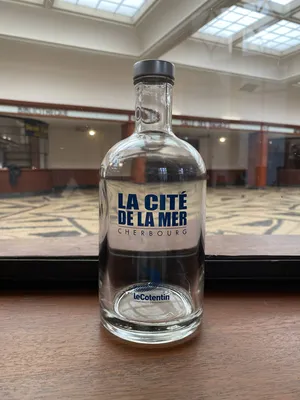 LA CITÉ
DE LA MER
CHERBOURG
leCotentin